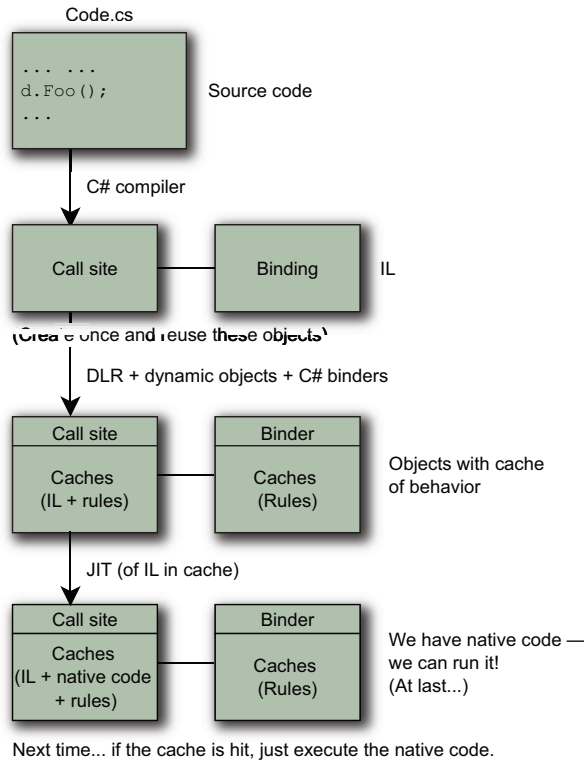 Code.cs
... ...
d.Foo();
...
Source code
C# compiler
Call site
Binding
IL
(Create once and reuse these objects)
DLR + dynamic objects + C# binders
Call site
Caches
(IL + rules)
Binder
Caches
(Rules)
Objects with cache
of behavior
JIT (of IL in cache)
Call site
Caches
(IL + native code
+ rules)
Binder
Caches
(Rules)
We have native code —
we can run it!
(At last...)
Next time... if the cache is hit, just execute the native code.